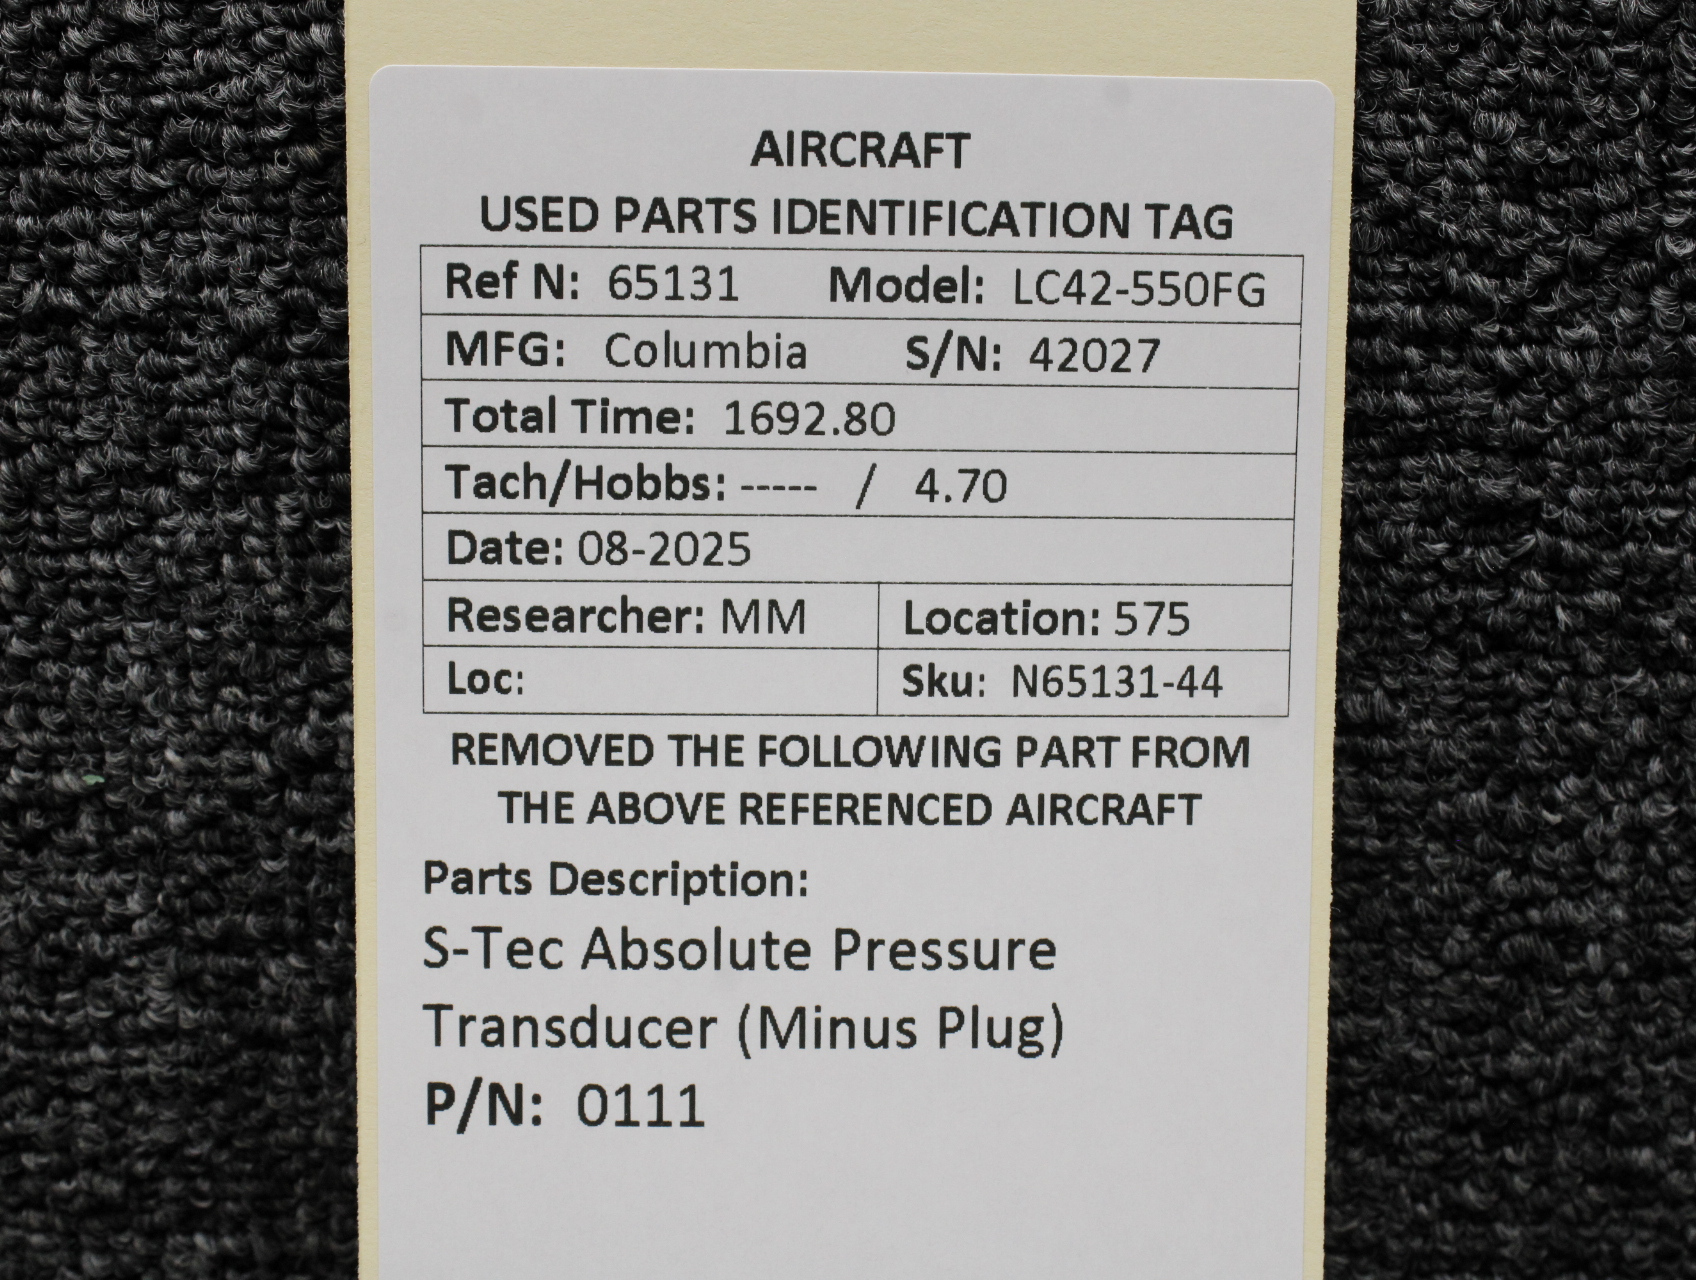 AIRCRAFT
USED PARTS IDENTIFICATION TAG
Ref N: 65131 Model: LC42-550FG
MFG: Columbia S/N: 42027
Total Time: 1692.80
Tach/Hobbs: ----- / 4.70
Date: 08-2025
Researcher: MM Location: 575
Loc: Sku: N65131-44
REMOVED THE FOLLOWING PART FROM
THE ABOVE REFERENCED AIRCRAFT
Parts Description:
S-Tec Absolute Pressure
Transducer (Minus Plug)
P/N: 0111